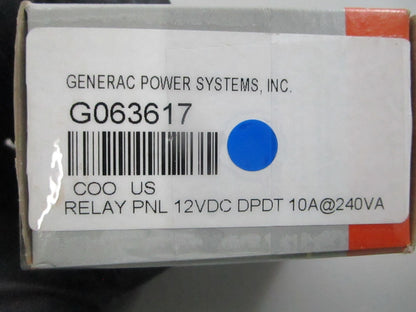 GENERAC POWER SYSTEMS, INC.
G063617
COO US
RELAY PNL 12VDC DPDT 10A@240VA